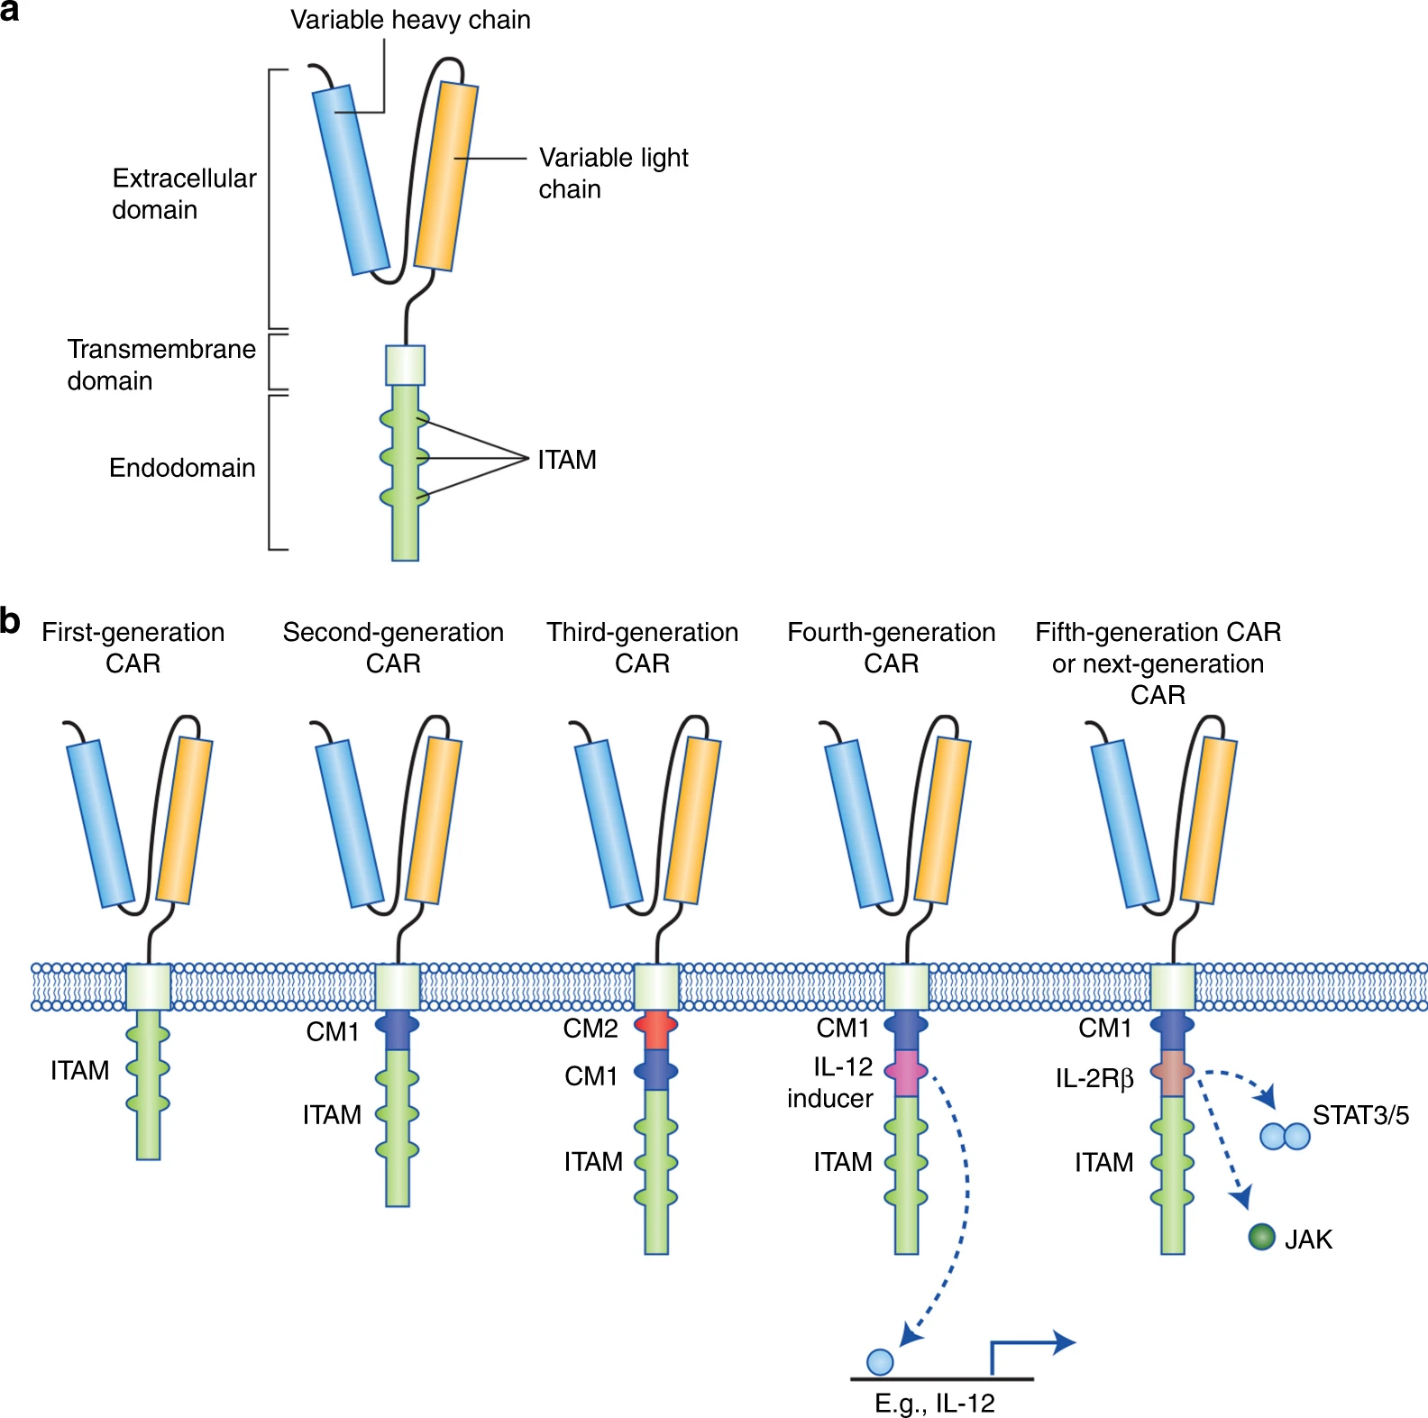 a
Variable heavy chain
Extracellular
domain
Variable light
chain
Transmembrane
domain
Endodomain
ITAM
b
First-generation
CAR
Second-generation
CAR
Third-generation
CAR
Fourth-generation
CAR
Fifth-generation CAR
or next-generation
CAR
ITAM
CM1
ITAM
CM2
CM1
ITAM
CM1
IL-12
inducer
ITAM
E.g., IL-12
CM1
IL-2Rβ
ITAM
STAT3/5
JAK